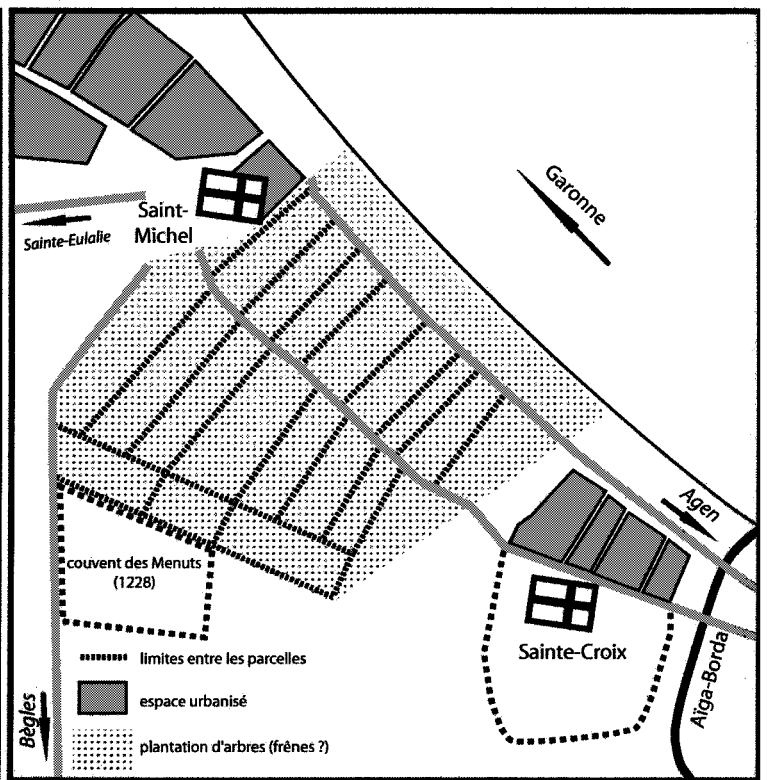 Garonne
Saint-
Michel
Sainte-Eulalie
Agen
couvent des Menuts
(1228)
Sainte-Croix
Aïga-Borda
Bègles
limites entre les parcelles
espace urbanisé
plantation d'arbres (frênes ?)